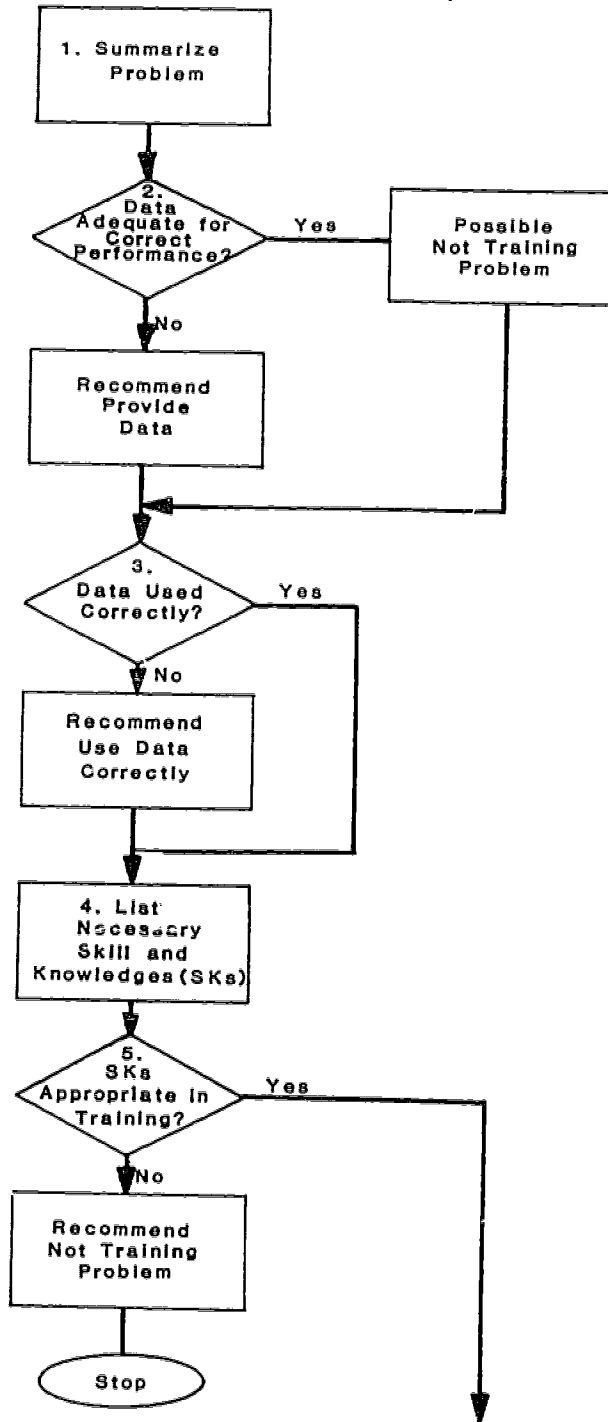 1. Summarize
Problem
2.
Data
Adequate for
Correct
Performance?
Yes
Possible
Not Training
Problem
No
Recommend
Provide
Data
3.
Data Used
Correctly?
Yes
No
Recommend
Use Data
Correctly
4. List
Necessary
Skill and
Knowledges(SKs)
5.
SKs
Appropriate in
Training?
Yes
No
Recommend
Not Training
Problem
Stop